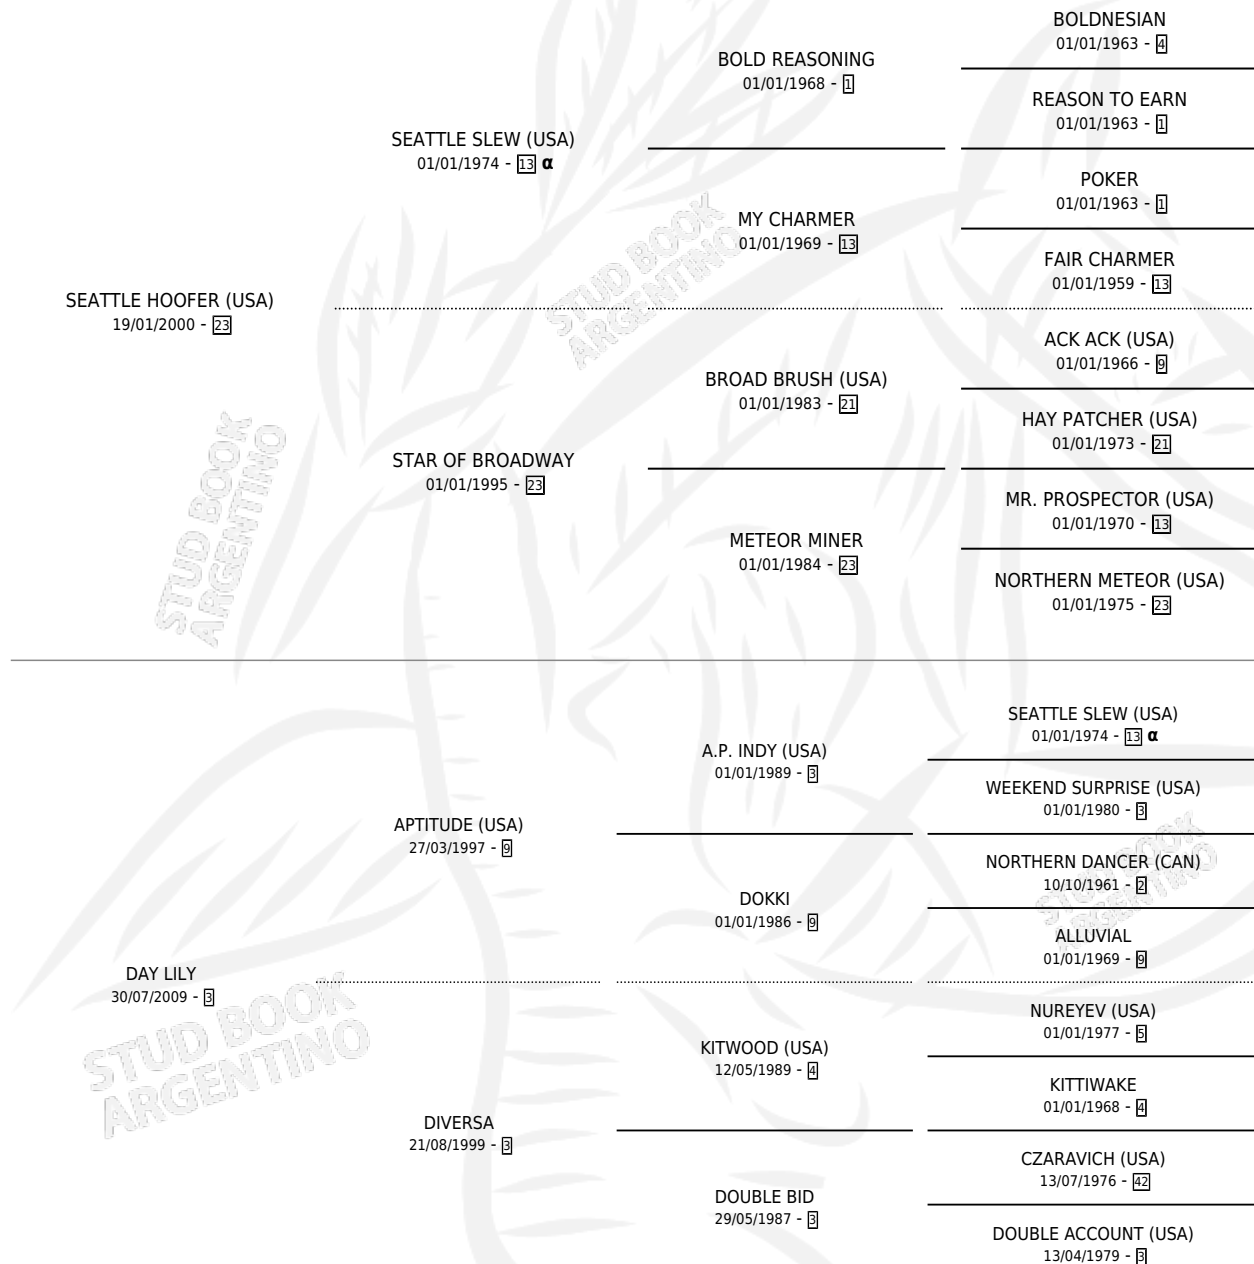 BOLDNESIAN
01/01/1963 - 4
BOLD REASONING
01/01/1968 - 1
REASON TO EARN
01/01/1963 - 1
SEATTLE SLEW (USA)
01/01/1974 - 13 α
POKER
01/01/1963 - 1
MY CHARMER
01/01/1969 - 13
FAIR CHARMER
01/01/1959 - 13
SEATTLE HOOFER (USA)
19/01/2000 - 23
ACK ACK (USA)
01/01/1966 - 9
BROAD BRUSH (USA)
01/01/1983 - 21
HAY PATCHER (USA)
01/01/1973 - 21
STAR OF BROADWAY
01/01/1995 - 23
MR. PROSPECTOR (USA)
01/01/1970 - 13
METEOR MINER
01/01/1984 - 23
NORTHERN METEOR (USA)
01/01/1975 - 23
SEATTLE SLEW (USA)
01/01/1974 - 13 α
A.P. INDY (USA)
01/01/1989 - 3
WEEKEND SURPRISE (USA)
01/01/1980 - 3
APTITUDE (USA)
27/03/1997 - 9
NORTHERN DANCER (CAN)
10/10/1961 - 2
DOKKI
01/01/1986 - 9
ALLUVIAL
01/01/1969 - 9
DAY LILY
30/07/2009 - 3
NUREYEV (USA)
01/01/1977 - 5
KITWOOD (USA)
12/05/1989 - 4
KITTIWAKE
01/01/1968 - 4
DIVERSA
21/08/1999 - 3
CZARAVICH (USA)
13/07/1976 - 42
DOUBLE BID
29/05/1987 - 3
DOUBLE ACCOUNT (USA)
13/04/1979 - 3
STUD BOOK
ARGENTINO
STUD BOOK
ARGENTINO
STUD BOOK
ARGENTINO
STUD BOOK
ARGENTINO